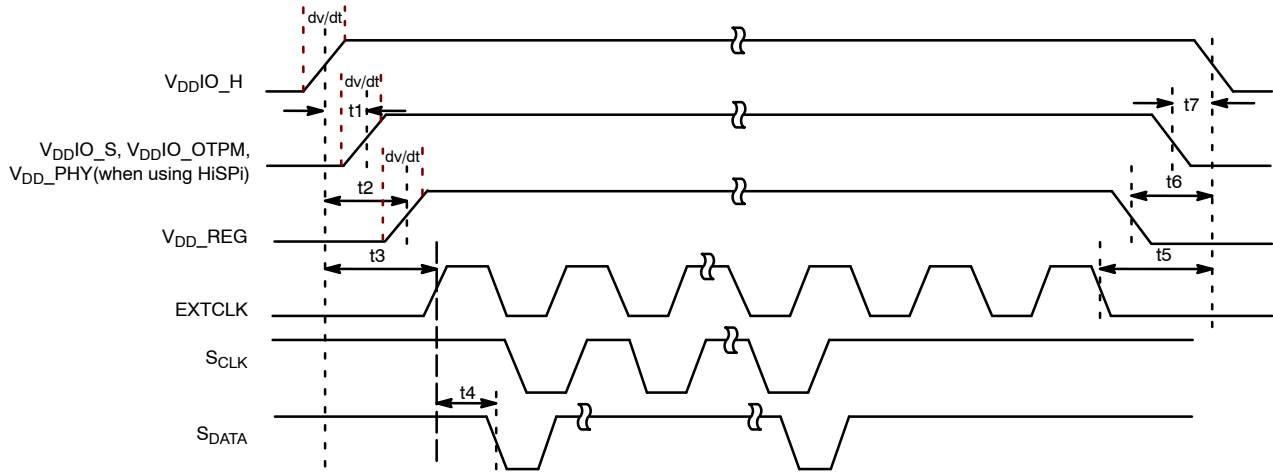 dv/dt
VDDIO_H
dv/dt
t1
t7
VDDIO_S, VDDIO_OTPM,
VDD_PHY(when using HiSPi)
dv/dt
t2
t6
VDD_REG
t3
t5
EXTCLK
SCLK
t4
SDATA